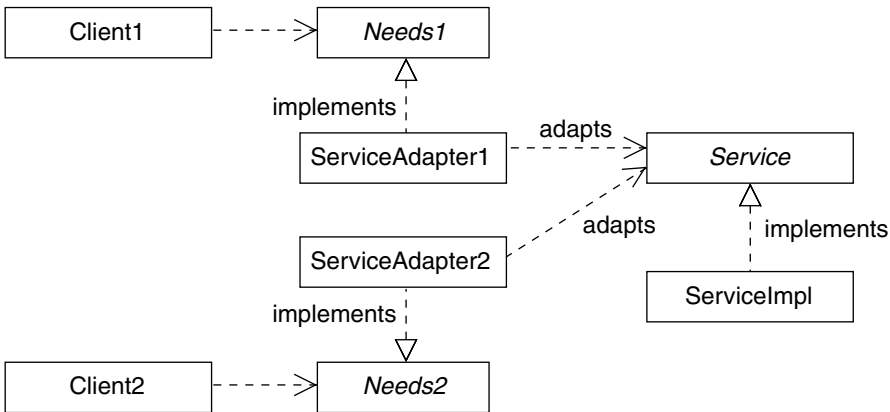 Client1
Needs1
implements
ServiceAdapter1
adapts
Service
ServiceAdapter2
adapts
implements
implements
ServiceImpl
Client2
Needs2